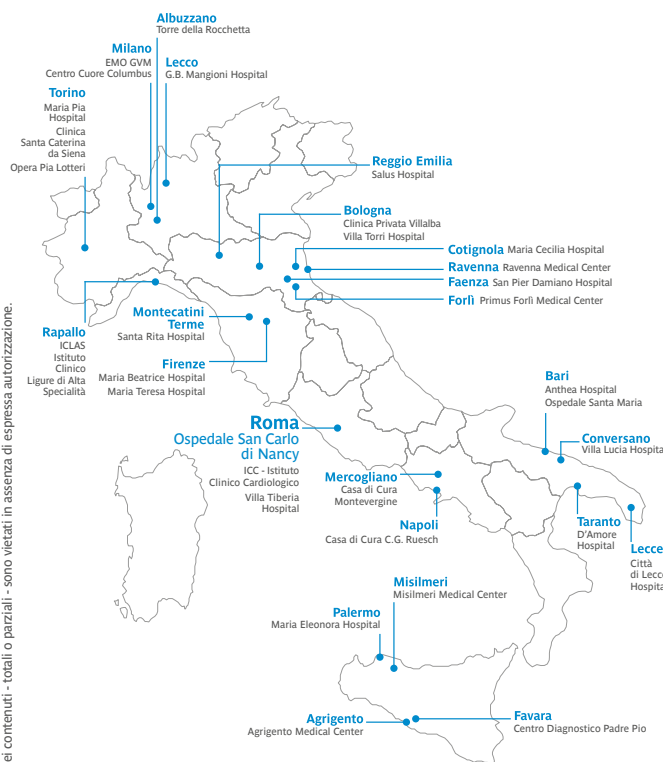 Albuzzano
Torre della Rocchetta
Milano
EMO GVM
Centro Cuore Columbus
Lecco
G.B. Mangioni Hospital
Torino
Maria Pia
Hospital
Clinica
Santa Caterina
da Siena
Opera Pia Lotteri
Reggio Emilia
Salus Hospital
Bologna
Clinica Privata Villalba
Villa Torri Hospital
Cotignola Maria Cecilia Hospital
Ravenna Ravenna Medical Center
Faenza San Pier Damiano Hospital
Forlì Primus Forlì Medical Center
Montecatini
Terme
Santa Rita Hospital
Rapallo
ICLAS
Istituto
Clinico
Ligure di Alta
Specialità
Firenze
Maria Beatrice Hospital
Maria Teresa Hospital
Bari
Anthea Hospital
Ospedale Santa Maria
Roma
Ospedale San Carlo
di Nancy
ICC - Istituto
Clinico Cardiologico
Villa Tiberia
Hospital
Conversano
Villa Lucia Hospita
Mercogliano
Casa di Cura
Montevergine
Napoli
Casa di Cura C.G. Ruesch
Taranto
D'Amore
Hospital
Lecce
Città
di Lecce
Hospita
Misilmeri
Misilmeri Medical Center
Palermo
Maria Eleonora Hospital
Agrigento
Agrigento Medical Center
Favara
Centro Diagnostico Padre Pio
ei contenuti - totali o parziali - sono vietati in assenza di espressa autorizzazione.